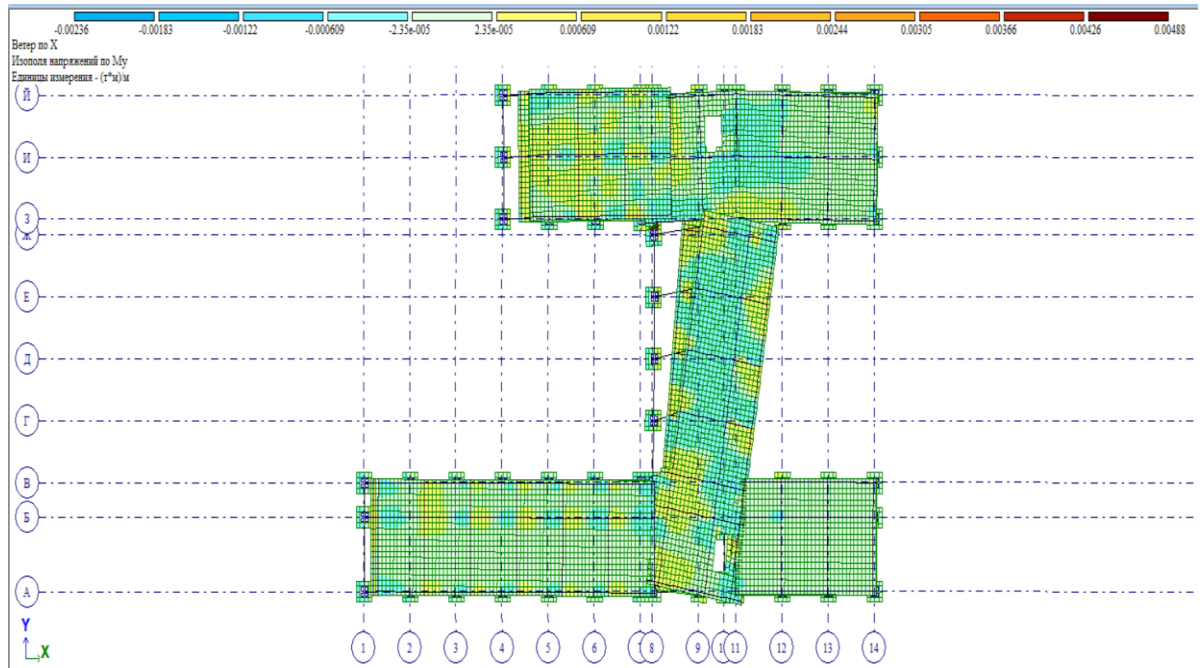 -0.00236 -0.00183 -0.00122 -0.000609 -2.35e-005 2.35e-005 0.000609 0.00122 0.00183 0.00244 0.00305 0.00366 0.00426 0.00488
Ветер по X
Изополя напряжений по My
Единицы измерения - (т*м)/м
Й
И
З
Ж
Е
Д
Г
В
Б
А
Y
X
1 2 3 4 5 6 7 8 9 1 11 12 13 14